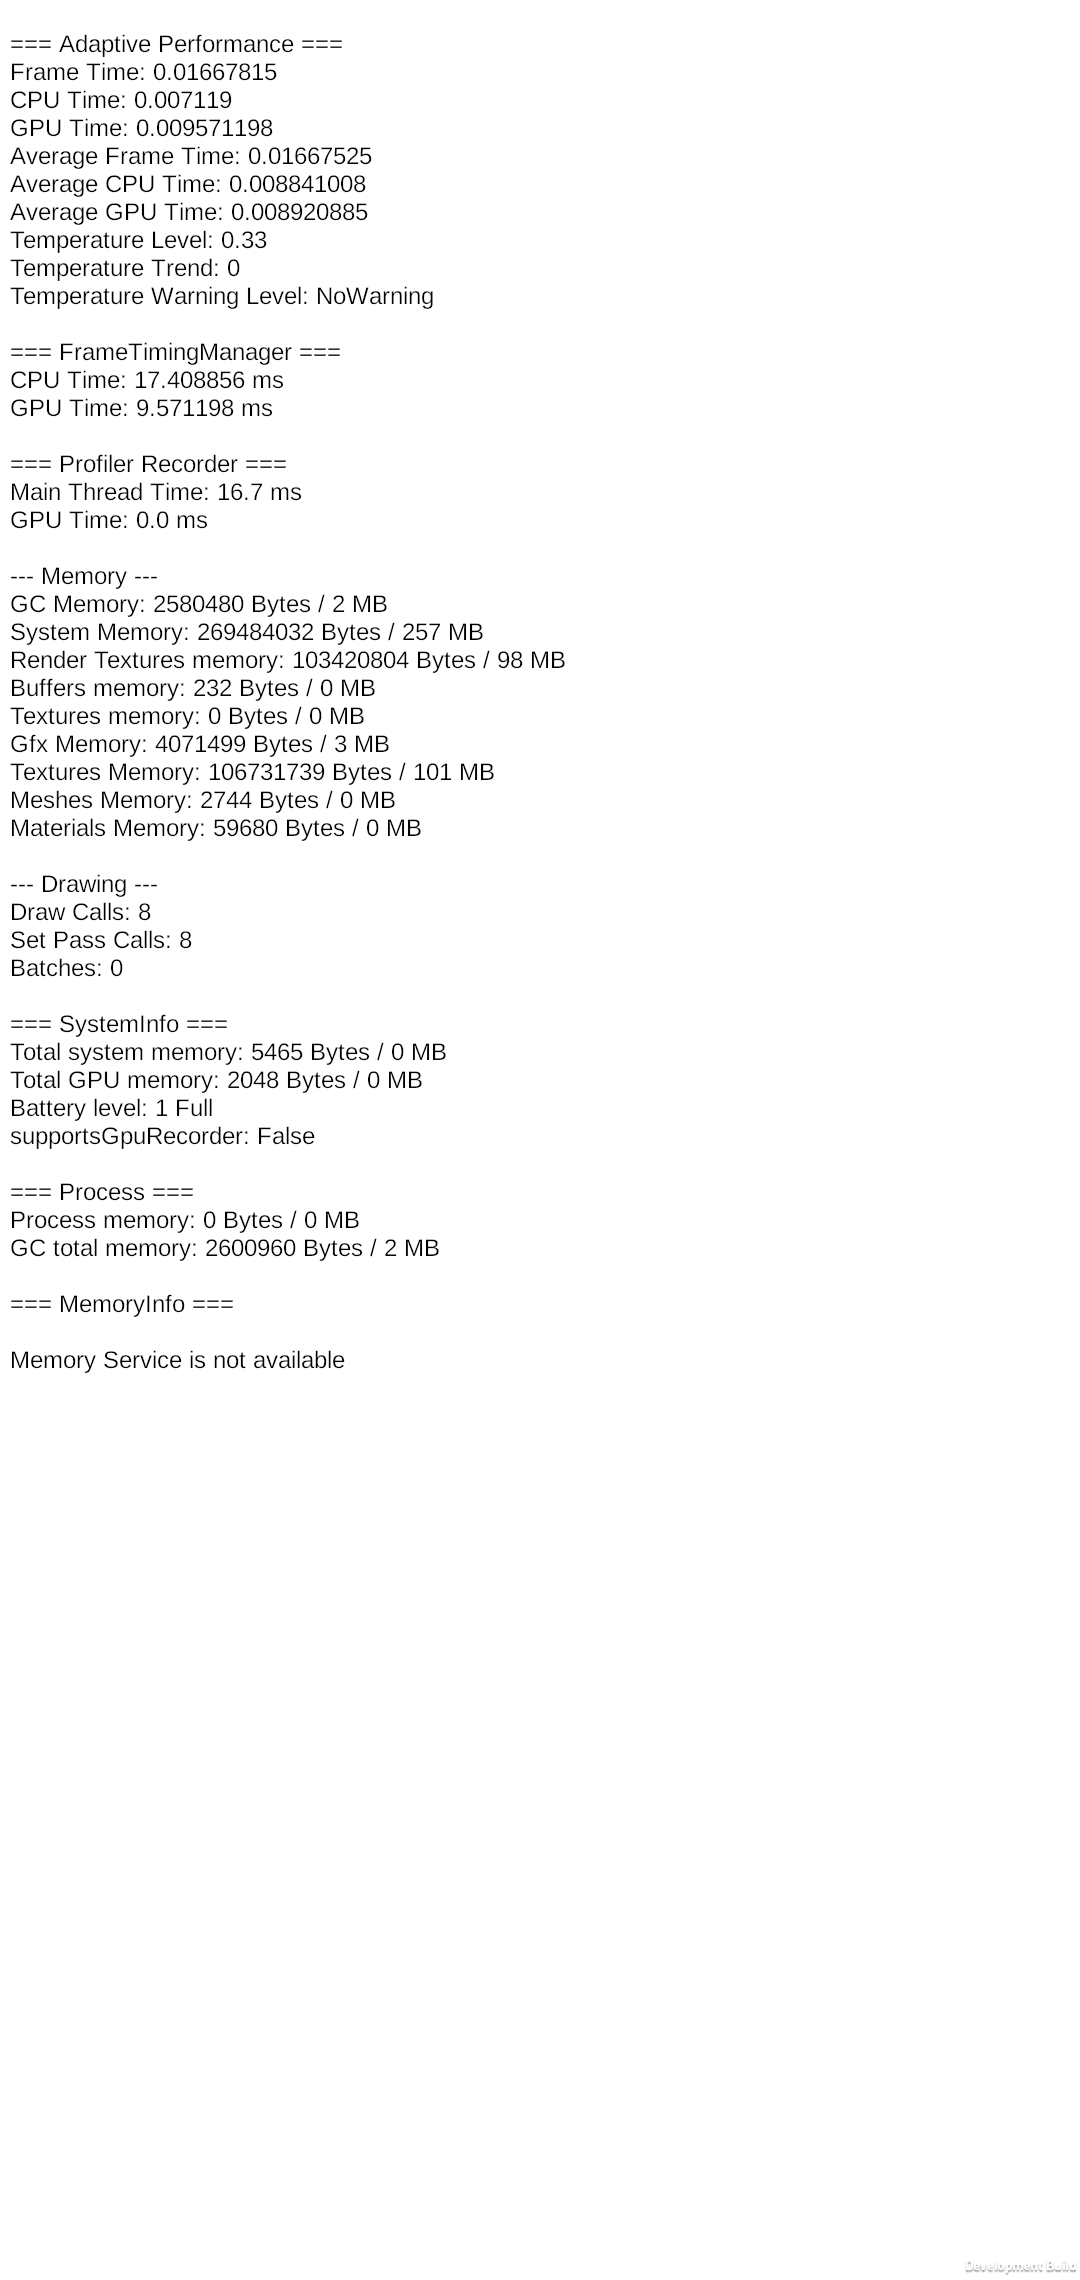 === Adaptive Performance ===
Frame Time: 0.01667815
CPU Time: 0.007119
GPU Time: 0.009571198
Average Frame Time: 0.01667525
Average CPU Time: 0.008841008
Average GPU Time: 0.008920885
Temperature Level: 0.33
Temperature Trend: 0
Temperature Warning Level: NoWarning
=== FrameTimingManager ===
CPU Time: 17.408856 ms
GPU Time: 9.571198 ms
=== Profiler Recorder ===
Main Thread Time: 16.7 ms
GPU Time: 0.0 ms
--- Memory ---
GC Memory: 2580480 Bytes / 2 MB
System Memory: 269484032 Bytes / 257 MB
Render Textures memory: 103420804 Bytes / 98 MB
Buffers memory: 232 Bytes / 0 MB
Textures memory: 0 Bytes / 0 MB
Gfx Memory: 4071499 Bytes / 3 MB
Textures Memory: 106731739 Bytes / 101 MB
Meshes Memory: 2744 Bytes / 0 MB
Materials Memory: 59680 Bytes / 0 MB
--- Drawing ---
Draw Calls: 8
Set Pass Calls: 8
Batches: 0
=== SystemInfo ===
Total system memory: 5465 Bytes / 0 MB
Total GPU memory: 2048 Bytes / 0 MB
Battery level: 1 Full
supportsGpuRecorder: False
=== Process ===
Process memory: 0 Bytes / 0 MB
GC total memory: 2600960 Bytes / 2 MB
=== MemoryInfo ===
Memory Service is not available
Development Build